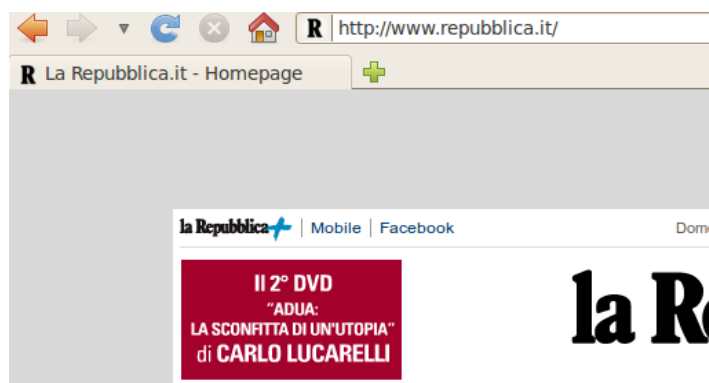 R http://www.repubblica.it/
R La Repubblica.it - Homepage
la Repubblica+ | Mobile | Facebook
Il 2° DVD
“ADUA:
LA SCONFITTA DI UN'UTOPIA”
di CARLO LUCARELLI
la R